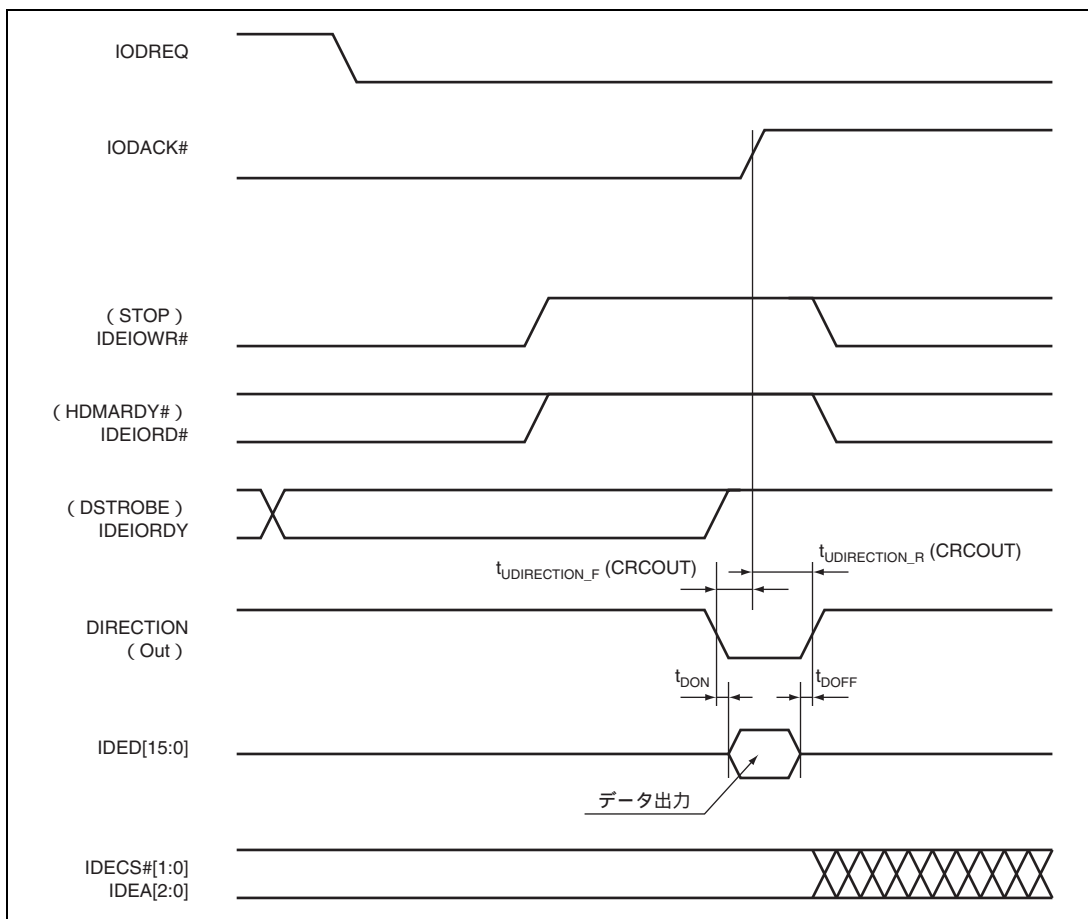 IODREQ
IODACK#
( STOP )
IDEIOWR#
( HDMARDY# )
IDEIORD#
( DSTROBE )
IDEIORDY
tUDIRECTION_F (CRCOUT)
tUDIRECTION_R (CRCOUT)
DIRECTION
( Out )
tDON
tDOFF
IDED[15:0]
データ出力
IDECS#[1:0]
IDEA[2:0]